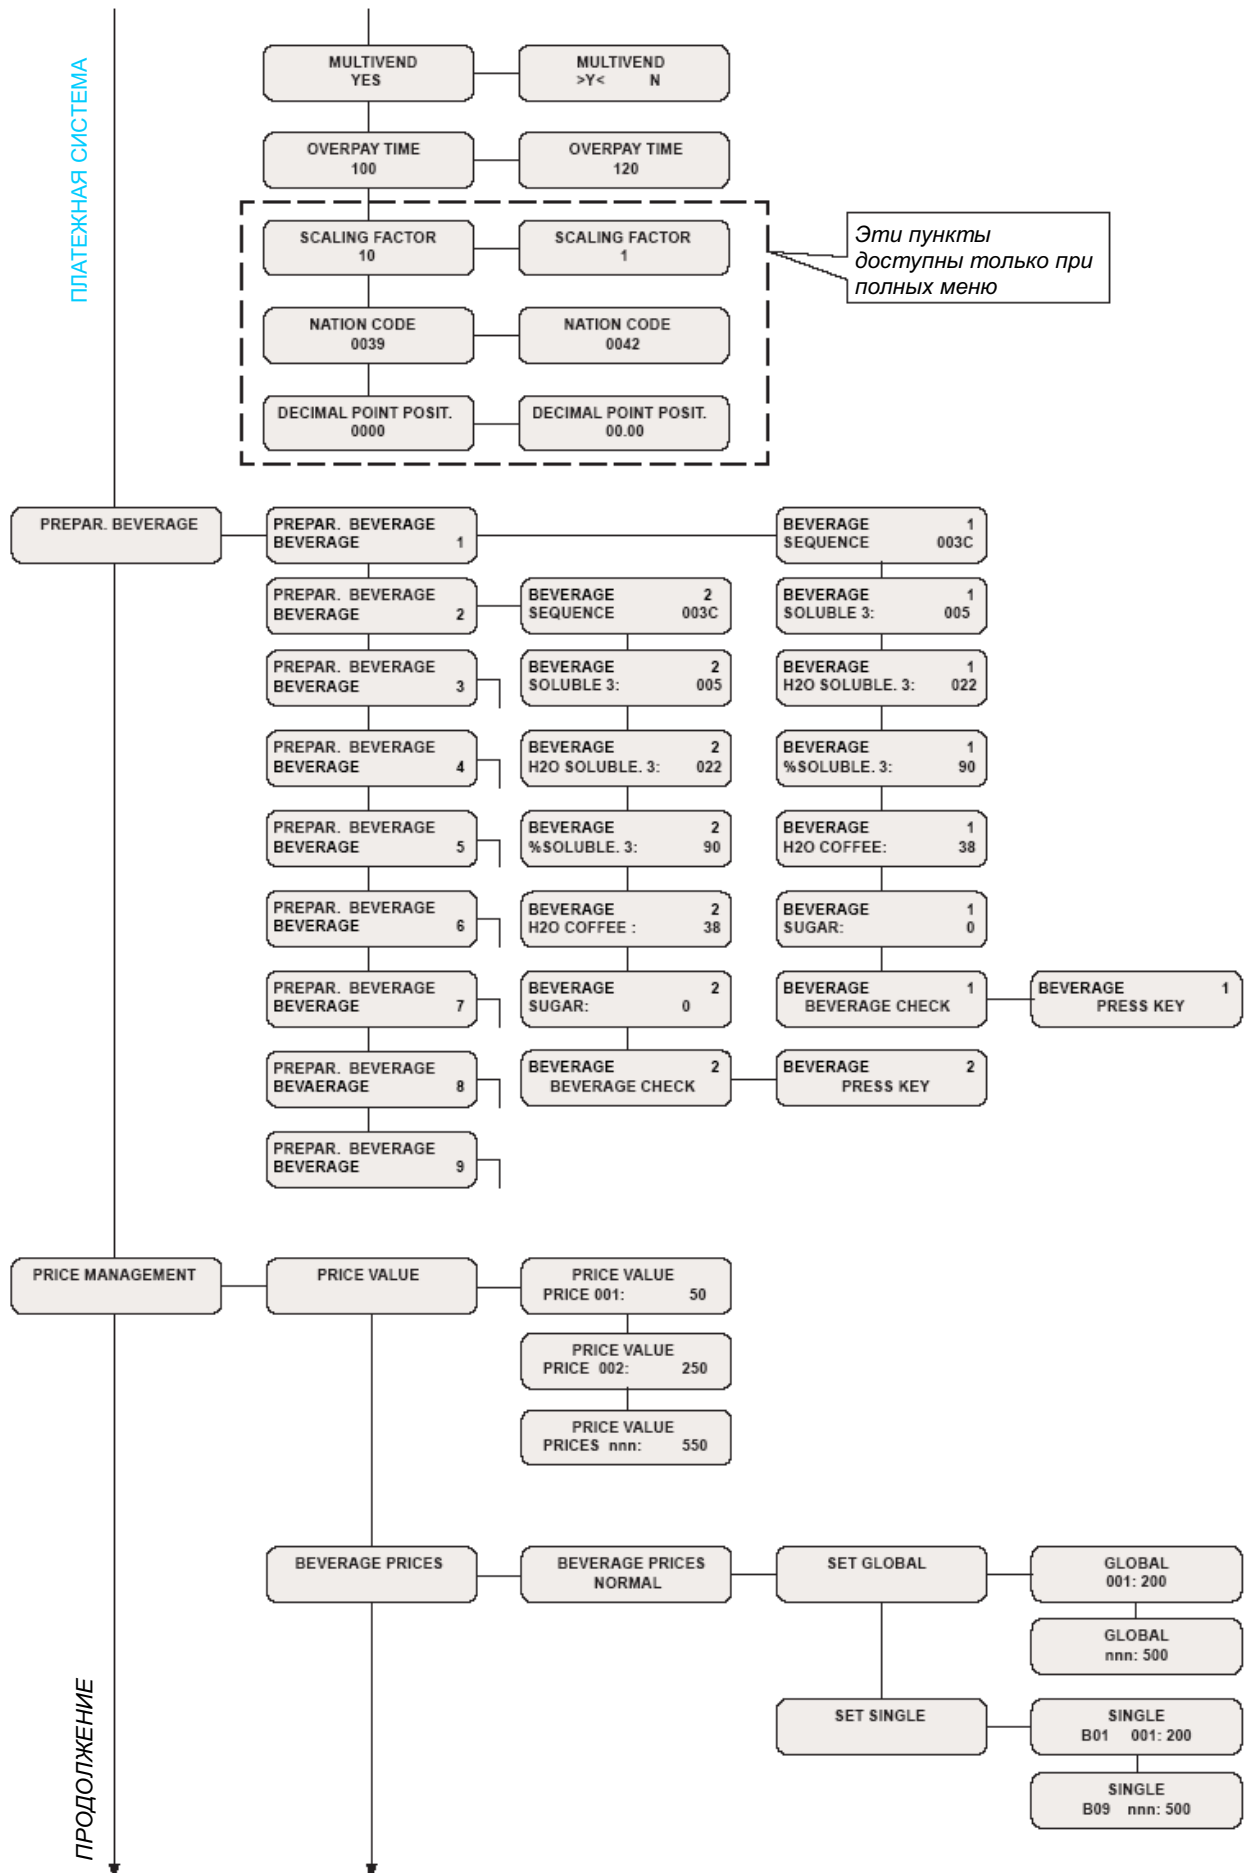 ПЛАТЕЖНАЯ СИСТЕМА
MULTIVEND
YES
MULTIVEND
>Y< N
OVERPAY TIME
100
OVERPAY TIME
120
SCALING FACTOR
10
SCALING FACTOR
1
Эти пункты
доступны только при
полных меню
NATION CODE
0039
NATION CODE
0042
DECIMAL POINT POSIT.
0000
DECIMAL POINT POSIT.
00.00
PREPAR. BEVERAGE
PREPAR. BEVERAGE
BEVERAGE 1
BEVERAGE 1
SEQUENCE 003C
PREPAR. BEVERAGE
BEVERAGE 2
BEVERAGE 2
SEQUENCE 003C
BEVERAGE 1
SOLUBLE 3: 005
PREPAR. BEVERAGE
BEVERAGE 3
BEVERAGE 2
SOLUBLE 3: 005
BEVERAGE 1
H2O SOLUBLE. 3: 022
PREPAR. BEVERAGE
BEVERAGE 4
BEVERAGE 2
H2O SOLUBLE. 3: 022
BEVERAGE 1
%SOLUBLE. 3: 90
PREPAR. BEVERAGE
BEVERAGE 5
BEVERAGE 2
%SOLUBLE. 3: 90
BEVERAGE 1
H2O COFFEE: 38
PREPAR. BEVERAGE
BEVERAGE 6
BEVERAGE 2
H2O COFFEE : 38
BEVERAGE 1
SUGAR: 0
PREPAR. BEVERAGE
BEVERAGE 7
BEVERAGE 2
SUGAR: 0
BEVERAGE 1
BEVERAGE CHECK
BEVERAGE 1
PRESS KEY
PREPAR. BEVERAGE
BEVAERAGE 8
BEVERAGE 2
BEVERAGE CHECK
BEVERAGE 2
PRESS KEY
PREPAR. BEVERAGE
BEVERAGE 9
PRICE MANAGEMENT
PRICE VALUE
PRICE VALUE
PRICE 001: 50
PRICE VALUE
PRICE 002: 250
PRICE VALUE
PRICES nnn: 550
BEVERAGE PRICES
BEVERAGE PRICES
NORMAL
SET GLOBAL
GLOBAL
001: 200
GLOBAL
nnn: 500
SET SINGLE
SINGLE
B01 001: 200
SINGLE
B09 nnn: 500
ПРОДОЛЖЕНИЕ